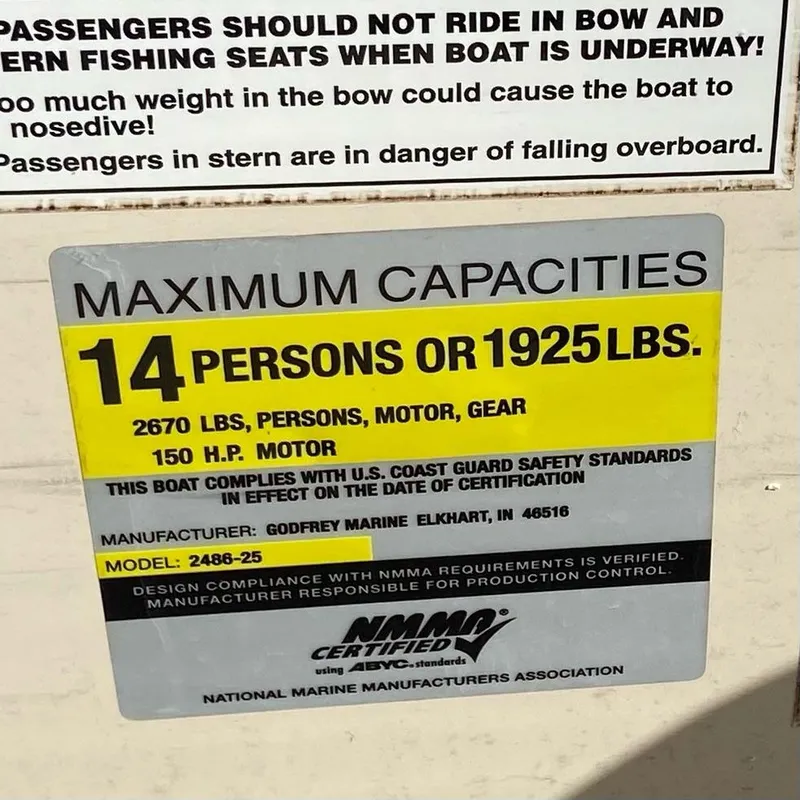 PASSENGERS SHOULD NOT RIDE IN BOW AND
ERN FISHING SEATS WHEN BOAT IS UNDERWAY!
oo much weight in the bow could cause the boat to
nosedive!
Passengers in stern are in danger of falling overboard.
MAXIMUM CAPACITIES
14 PERSONS OR 1925 LBS.
2670 LBS, PERSONS, MOTOR, GEAR
150 H.P. MOTOR
THIS BOAT COMPLIES WITH U.S. COAST GUARD SAFETY STANDARDS
IN EFFECT ON THE DATE OF CERTIFICATION
MANUFACTURER: GODFREY MARINE ELKHART, IN 46516
MODEL: 2486-25
DESIGN COMPLIANCE WITH NMMA REQUIREMENTS IS VERIFIED.
MANUFACTURER RESPONSIBLE FOR PRODUCTION CONTROL.
NMMA®
CERTIFIED
using ABYC® standards
NATIONAL MARINE MANUFACTURERS ASSOCIATION